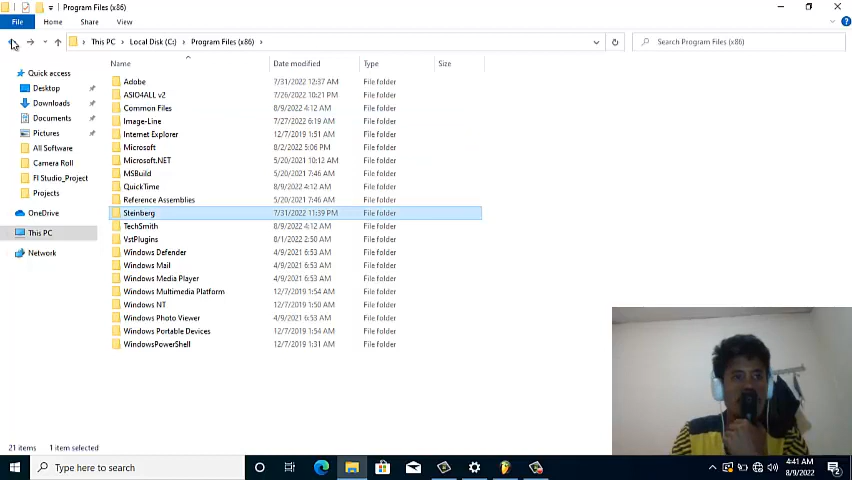 Program Files (x86)
File Home Share View
This PC Local Disk (C:) Program Files (x86) Search Program Files (x86)
Name Date modified Type Size
Quick access
Desktop
Downloads
Documents
Pictures
All Software
Camera Roll
Fl Studio_Project
Projects
OneDrive
This PC
Network
Adobe 7/31/2022 12:37 AM File folder
ASIO4ALL v2 7/26/2022 10:21 PM File folder
Common Files 8/9/2022 4:12 AM File folder
Image-Line 7/27/2022 6:19 AM File folder
Internet Explorer 12/7/2019 1:51 AM File folder
Microsoft 8/2/2022 5:06 PM File folder
Microsoft.NET 5/20/2021 10:12 AM File folder
MSBuild 5/20/2021 7:46 AM File folder
QuickTime 8/9/2022 4:12 AM File folder
Reference Assemblies 5/20/2021 7:46 AM File folder
Steinberg 7/31/2022 11:39 PM File folder
TechSmith 8/9/2022 4:12 AM File folder
VstPlugins 8/1/2022 2:50 AM File folder
Windows Defender 4/9/2021 6:53 AM File folder
Windows Mail 4/9/2021 6:53 AM File folder
Windows Media Player 4/9/2021 6:53 AM File folder
Windows Multimedia Platform 12/7/2019 1:54 AM File folder
Windows NT 12/7/2019 1:50 AM File folder
Windows Photo Viewer 4/9/2021 6:53 AM File folder
Windows Portable Devices 12/7/2019 1:54 AM File folder
WindowsPowerShell 12/7/2019 1:31 AM File folder
21 items 1 item selected
Type here to search
4:41 AM
8/9/2022
2